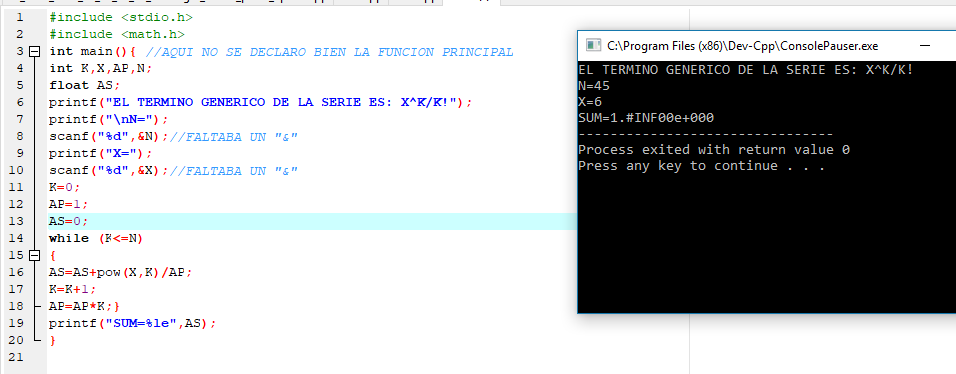 1 #include <stdio.h>
2 #include <math.h>
3 int main(){ //AQUI NO SE DECLARO BIEN LA FUNCION PRINCIPAL
4 int K,X,AP,N;
5 float AS;
6 printf("EL TERMINO GENERICO DE LA SERIE ES: X^K/K!");
7 printf("\nN=");
8 scanf("%d",&N);//FALTABA UN "&"
9 printf("X=");
10 scanf("%d",&X);//FALTABA UN "&"
11 K=0;
12 AP=1;
13 AS=0;
14 while (K<=N)
15 {
16 AS=AS+pow(X,K)/AP;
17 K=K+1;
18 AP=AP*K;}
19 printf("SUM=%le",AS);
20 }
21
C:\Program Files (x86)\Dev-Cpp\ConsolePauser.exe
EL TERMINO GENERICO DE LA SERIE ES: X^K/K!
N=45
X=6
SUM=1.#INF00e+000
--------------------------------
Process exited with return value 0
Press any key to continue . . .